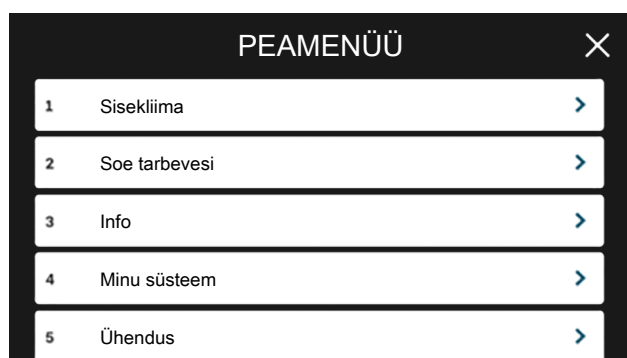 PEAMENÜÜ
1 Sisekliima
2 Soe tarbevesi
3 Info
4 Minu süsteem
5 Ühendus